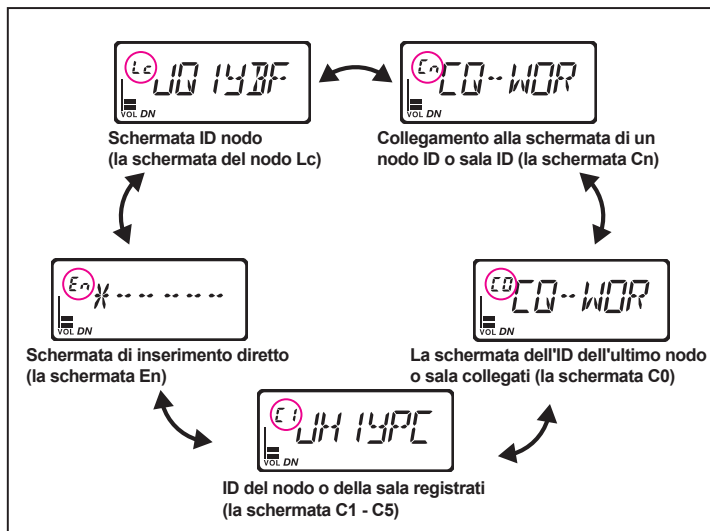 Lc JQ1YBF
VOL DN
Schermata ID nodo
(la schermata del nodo Lc)
Cn CQ--WOR
VOL DN
Collegamento alla schermata di un
nodo ID o sala ID (la schermata Cn)
En *------
VOL DN
Schermata di inserimento diretto
(la schermata En)
C0 CQ--WOR
VOL DN
La schermata dell'ID dell'ultimo nodo
o sala collegati (la schermata C0)
C1 JH1YPC
VOL DN
ID del nodo o della sala registrati
(la schermata C1 - C5)